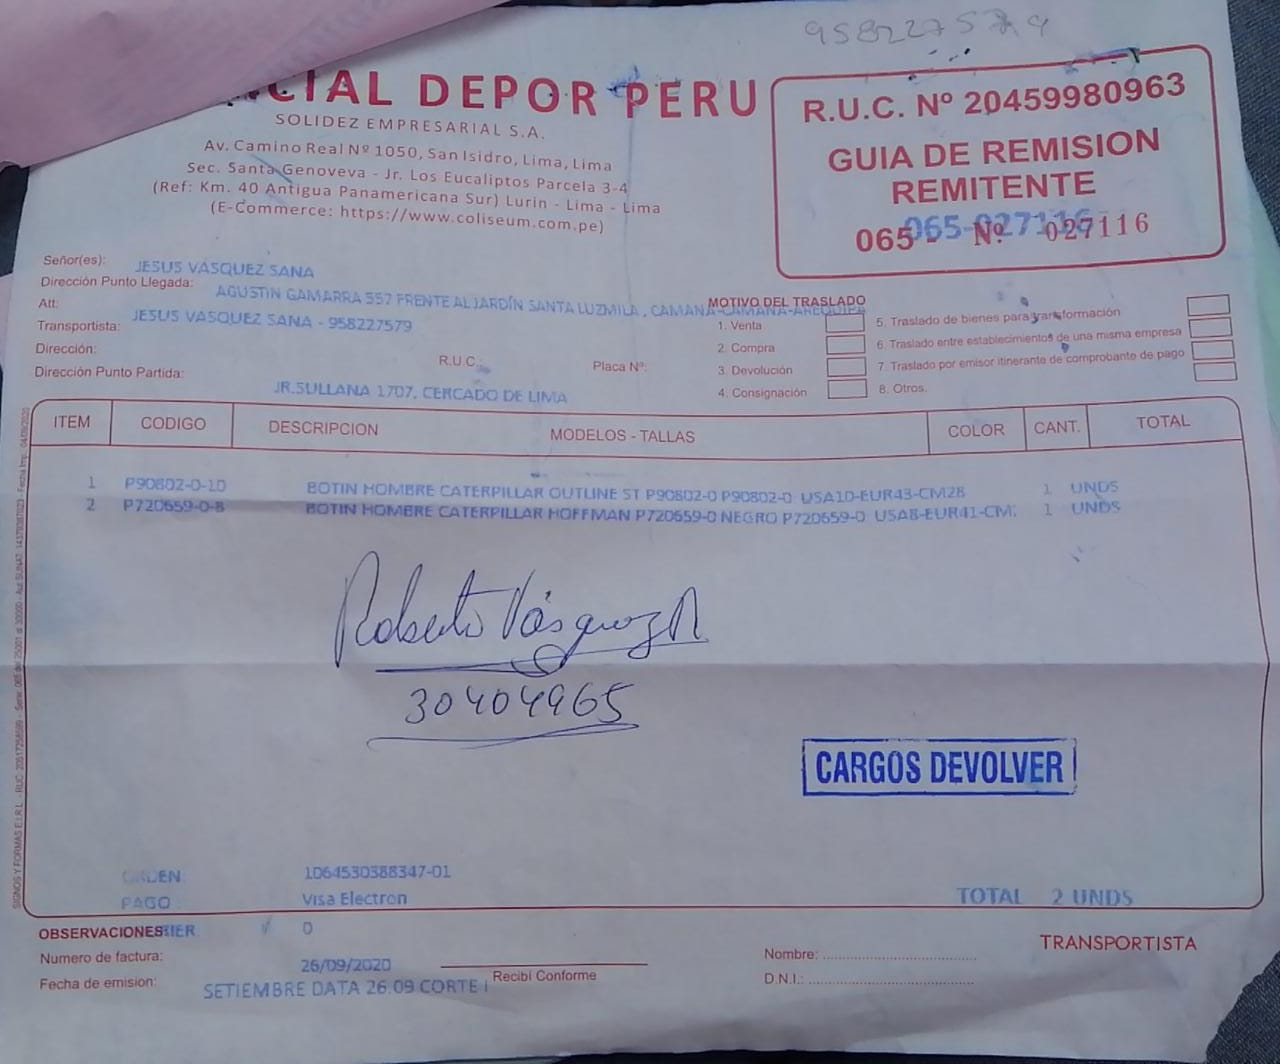 958227579
CIAL DEPOR PERU
SOLIDEZ EMPRESARIAL S.A.
Av. Camino Real Nº 1050, San Isidro, Lima, Lima
Sec. Santa Genoveva - Jr. Los Eucaliptos Parcela 3-4
(Ref: Km. 40 Antigua Panamericana Sur) Lurin - Lima - Lima
(E-Commerce: https://www.coliseum.com.pe)
R.U.C. Nº 20459980963
GUIA DE REMISION
REMITENTE
065-027116
065 - Nº 027116
Señor(es): JESUS VASQUEZ SANA
Dirección Punto Llegada: AGUSTIN GAMARRA 557 FRENTE AL JARDÍN SANTA LUZMILA , CAMANA-CAMANA-AREQUIPA
Att: JESUS VASQUEZ SANA - 958227579
Transportista:
Dirección: R.U.C.: Placa Nº:
Dirección Punto Partida: JR.SULLANA 1707, CERCADO DE LIMA
MOTIVO DEL TRASLADO
1. Venta
2. Compra
3. Devolución
4. Consignación
5. Traslado de bienes para transformación
6. Traslado entre establecimientos de una misma empresa
7. Traslado por emisor itinerante de comprobante de pago
8. Otros.
ITEM CODIGO DESCRIPCION MODELOS - TALLAS COLOR CANT. TOTAL
1 P90802-0-10 BOTIN HOMBRE CATERPILLAR OUTLINE ST P90802-0 P90802-0 USA10-EUR43-CM28 1 UNDS
2 P720659-0-8 BOTIN HOMBRE CATERPILLAR HOFFMAN P720659-0 NEGRO P720659-0 USA8-EUR41-CM: 1 UNDS
Roberto Vásquez
30404965
CARGOS DEVOLVER
ORDEN: 1064530388347-01
PAGO : Visa Electron
TOTAL 2 UNDS
OBSERVACIONES 0
Numero de factura: 26/09/2020
Fecha de emision: SETIEMBRE DATA 26.09 CORTE I
Recibí Conforme
Nombre:
D.N.I.:
TRANSPORTISTA